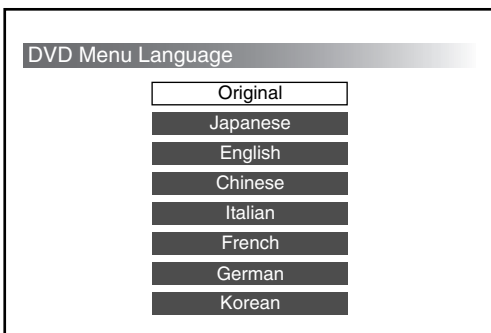 DVD Menu Language
Original
Japanese
English
Chinese
Italian
French
German
Korean